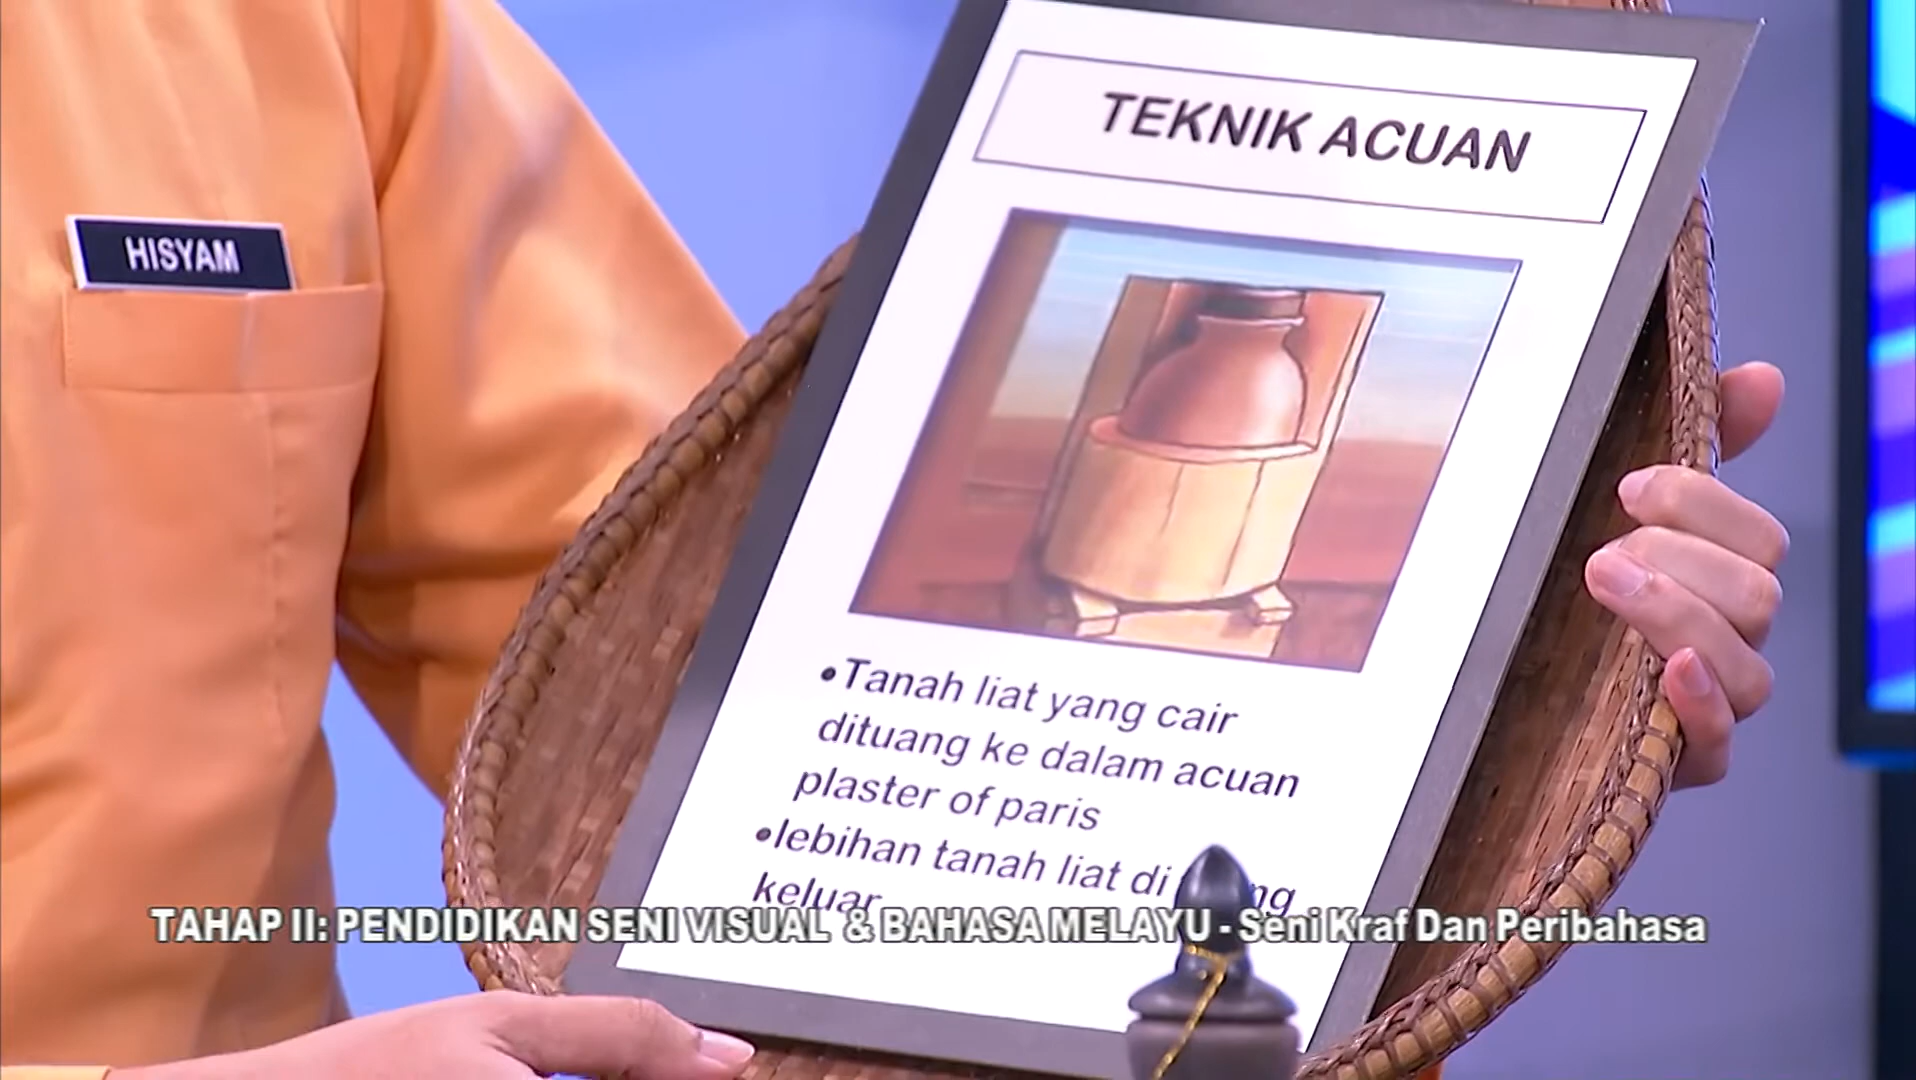 HISYAM
TEKNIK ACUAN
•Tanah liat yang cair
dituang ke dalam acuan
plaster of paris
•lebihan tanah liat di
keluar
TAHAP II: PENDIDIKAN SENI VISUAL & BAHASA MELAYU - Seni Kraf Dan Peribahasa